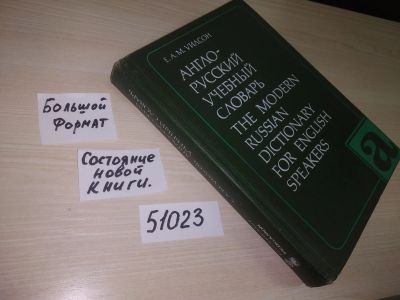 Большой
Формат
Состояние
новой
книги.
51023
Е.А.М. УИЛСОН
АНГЛО-
РУССКИЙ
УЧЕБНЫЙ
СЛОВАРЬ
THE MODERN
RUSSIAN
DICTIONARY
FOR ENGLISH
SPEAKERS
a